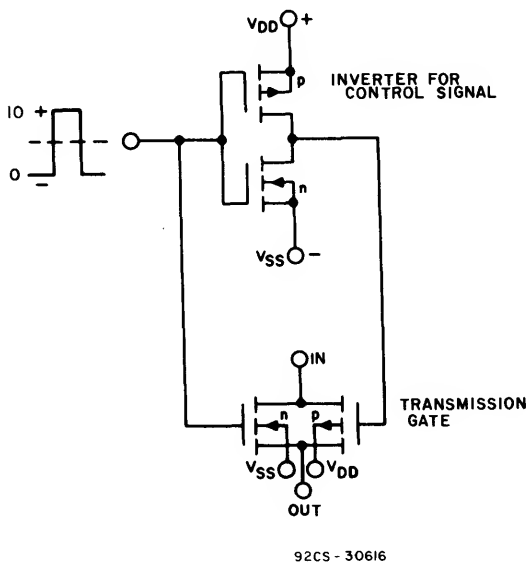 VDD +
p
INVERTER FOR
CONTROL SIGNAL
10 +
0 –
n
VSS –
IN
n p
TRANSMISSION
GATE
VSS VDD
OUT
92CS - 30616